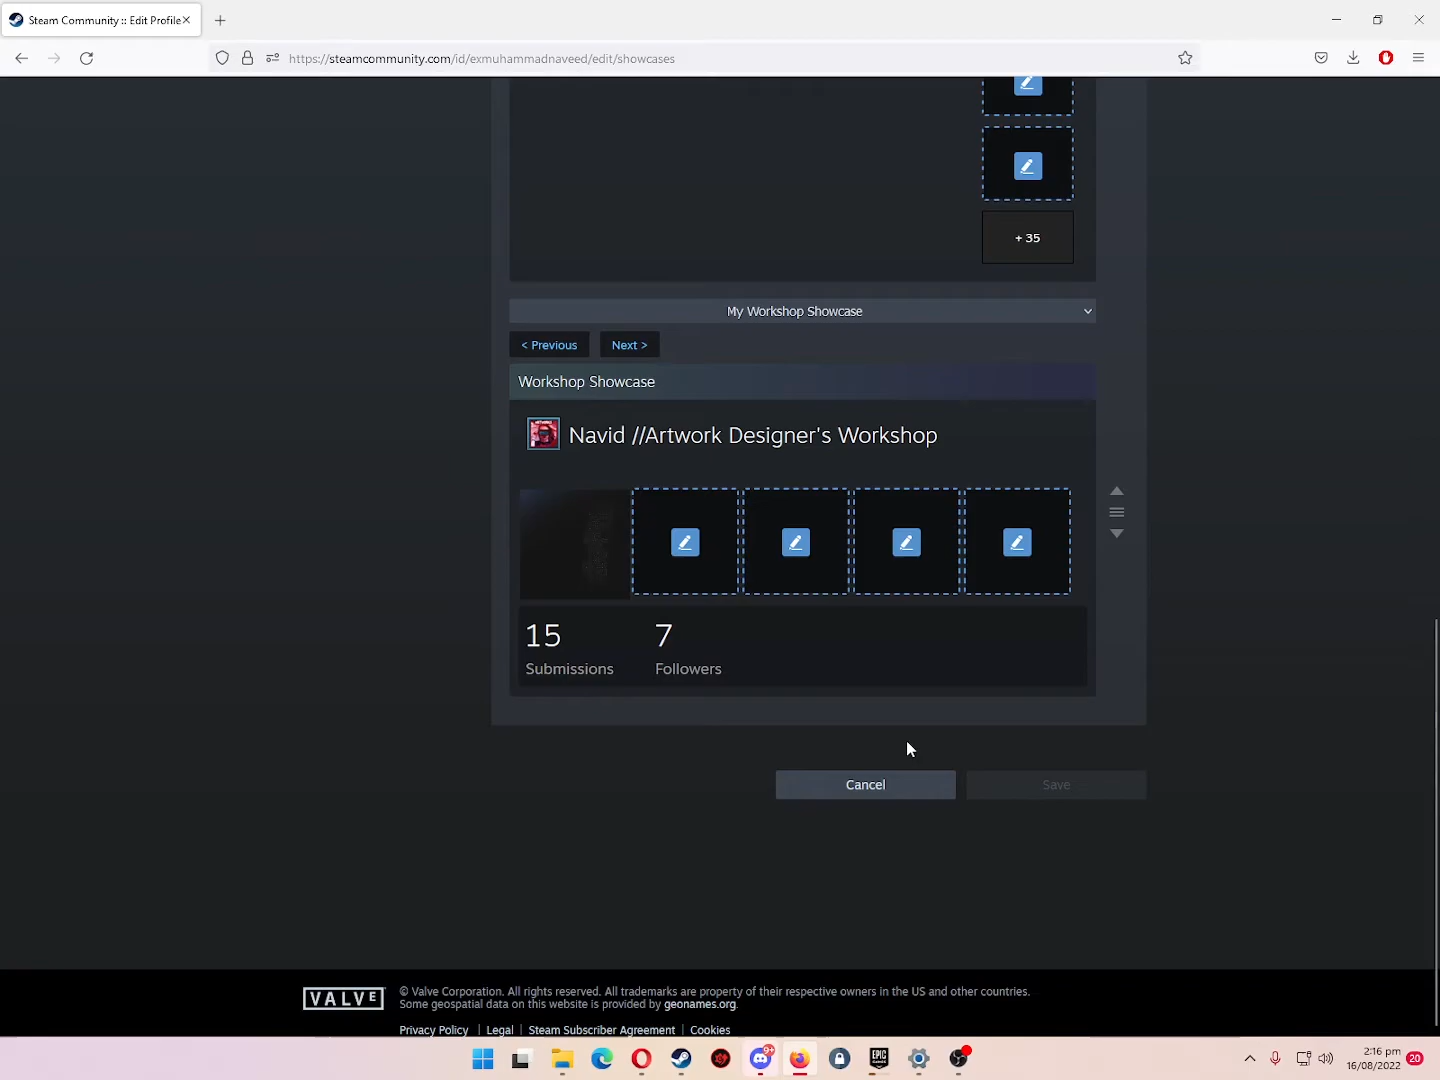 Steam Community :: Edit Profile
https://steamcommunity.com/id/exmuhammadnaveed/edit/showcases
+ 35
My Workshop Showcase
< Previous
Next >
Workshop Showcase
Navid //Artwork Designer's Workshop
15
7
Submissions
Followers
Cancel
Save
VALVE
© Valve Corporation. All rights reserved. All trademarks are property of their respective owners in the US and other countries.
Some geospatial data on this website is provided by geonames.org.
Privacy Policy | Legal | Steam Subscriber Agreement | Cookies
9+
EPIC
GAMES
2:16 pm
16/08/2022
20